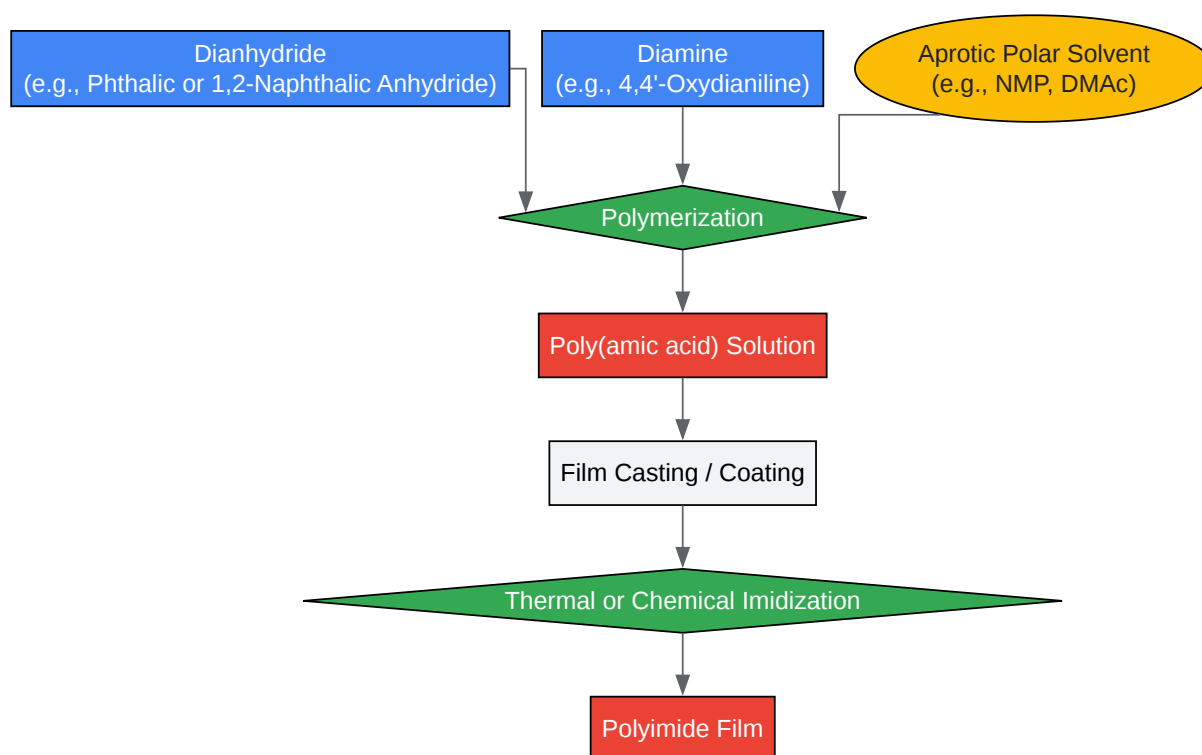 Dianhydride
(e.g., Phthalic or 1,2-Naphthalic Anhydride)
Diamine
(e.g., 4,4'-Oxydianiline)
Aprotic Polar Solvent
(e.g., NMP, DMAc)
Polymerization
Poly(amic acid) Solution
Film Casting / Coating
Thermal or Chemical Imidization
Polyimide Film